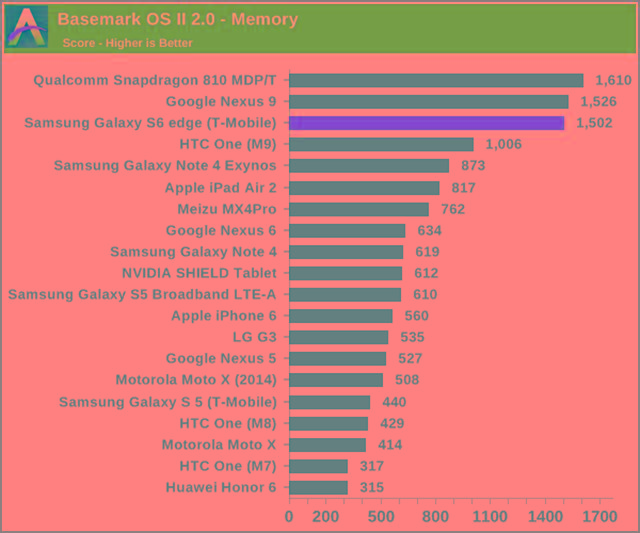 Basemark OS II 2.0 - Memory
Score - Higher is Better
Qualcomm Snapdragon 810 MDP/T 1,610
Google Nexus 9 1,526
Samsung Galaxy S6 edge (T-Mobile) 1,502
HTC One (M9) 1,006
Samsung Galaxy Note 4 Exynos 873
Apple iPad Air 2 817
Meizu MX4Pro 762
Google Nexus 6 634
Samsung Galaxy Note 4 619
NVIDIA SHIELD Tablet 612
Samsung Galaxy S5 Broadband LTE-A 610
Apple iPhone 6 560
LG G3 535
Google Nexus 5 527
Motorola Moto X (2014) 508
Samsung Galaxy S 5 (T-Mobile) 440
HTC One (M8) 429
Motorola Moto X 414
HTC One (M7) 317
Huawei Honor 6 315
0 200 500 800 1100 1400 1700